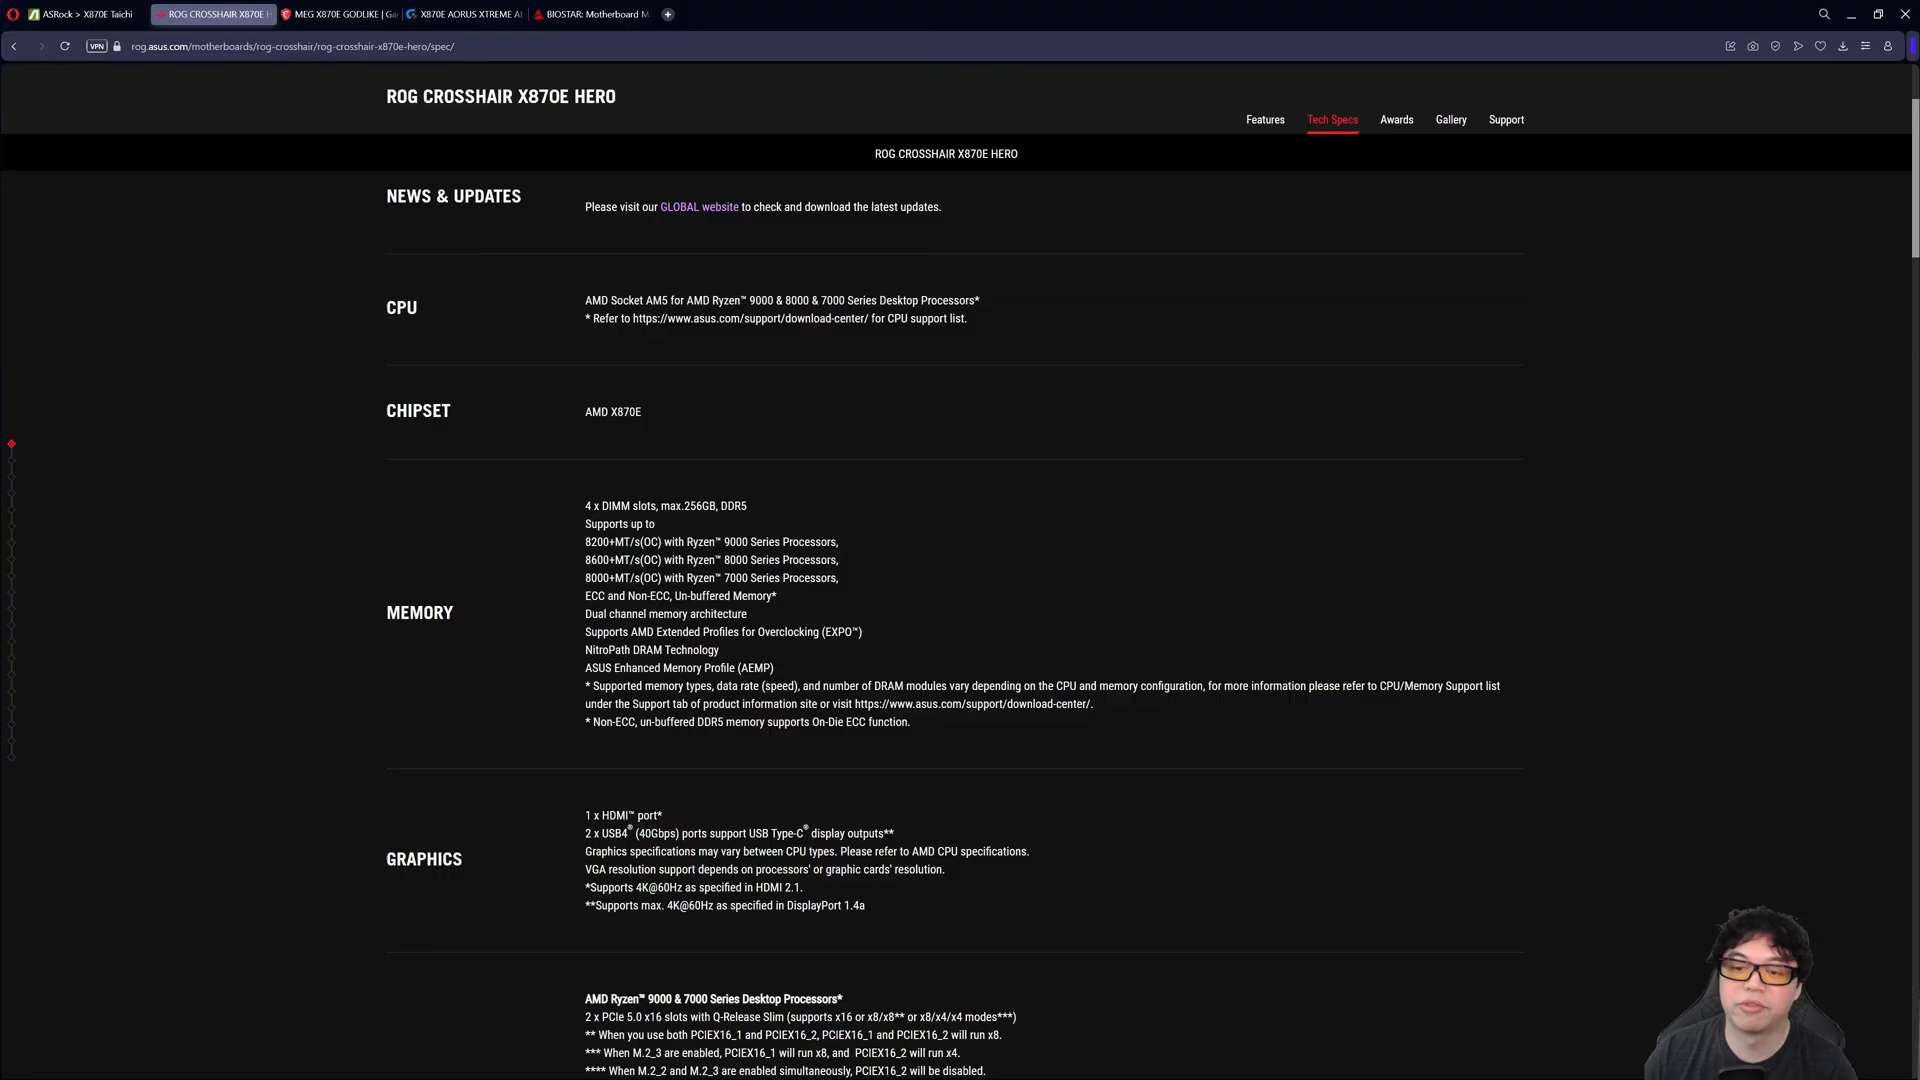 ASRock > X870E Taichi
ROG CROSSHAIR X870E H
MEG X870E GODLIKE | Ga
X870E AORUS XTREME AI
BIOSTAR: Motherboard M
VPN
rog.asus.com/motherboards/rog-crosshair/rog-crosshair-x870e-hero/spec/
ROG CROSSHAIR X870E HERO
Features
Tech Specs
Awards
Gallery
Support
ROG CROSSHAIR X870E HERO
NEWS & UPDATES
Please visit our GLOBAL website to check and download the latest updates.
CPU
AMD Socket AM5 for AMD Ryzen™ 9000 & 8000 & 7000 Series Desktop Processors*
* Refer to https://www.asus.com/support/download-center/ for CPU support list.
CHIPSET
AMD X870E
MEMORY
4 x DIMM slots, max.256GB, DDR5
Supports up to
8200+MT/s(OC) with Ryzen™ 9000 Series Processors,
8600+MT/s(OC) with Ryzen™ 8000 Series Processors,
8000+MT/s(OC) with Ryzen™ 7000 Series Processors,
ECC and Non-ECC, Un-buffered Memory*
Dual channel memory architecture
Supports AMD Extended Profiles for Overclocking (EXPO™)
NitroPath DRAM Technology
ASUS Enhanced Memory Profile (AEMP)
* Supported memory types, data rate (speed), and number of DRAM modules vary depending on the CPU and memory configuration, for more information please refer to CPU/Memory Support list
under the Support tab of product information site or visit https://www.asus.com/support/download-center/.
* Non-ECC, un-buffered DDR5 memory supports On-Die ECC function.
GRAPHICS
1 x HDMI™ port*
2 x USB4® (40Gbps) ports support USB Type-C® display outputs**
Graphics specifications may vary between CPU types. Please refer to AMD CPU specifications.
VGA resolution support depends on processors' or graphic cards' resolution.
*Supports 4K@60Hz as specified in HDMI 2.1.
**Supports max. 4K@60Hz as specified in DisplayPort 1.4a
AMD Ryzen™ 9000 & 7000 Series Desktop Processors*
2 x PCIe 5.0 x16 slots with Q-Release Slim (supports x16 or x8/x8** or x8/x4/x4 modes***)
** When you use both PCIEX16_1 and PCIEX16_2, PCIEX16_1 and PCIEX16_2 will run x8.
*** When M.2_3 are enabled, PCIEX16_1 will run x8, and PCIEX16_2 will run x4.
**** When M.2_2 and M.2_3 are enabled simultaneously, PCIEX16_2 will be disabled.